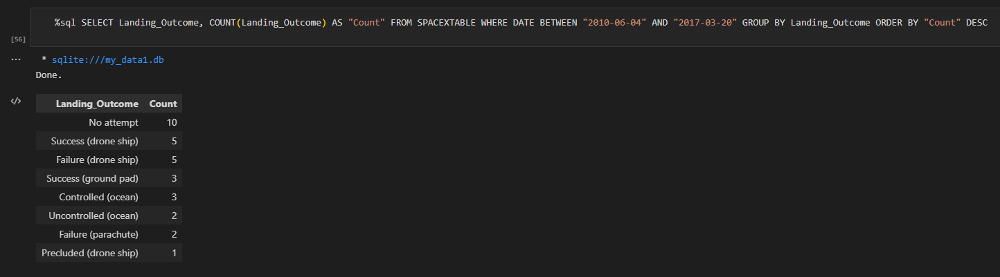 %sql SELECT Landing_Outcome, COUNT(Landing_Outcome) AS "Count" FROM SPACEXTABLE WHERE DATE BETWEEN "2010-06-04" AND "2017-03-20" GROUP BY Landing_Outcome ORDER BY "Count" DESC
[56]
... * sqlite:///my_data1.db
Done.
</> Landing_Outcome Count
No attempt 10
Success (drone ship) 5
Failure (drone ship) 5
Success (ground pad) 3
Controlled (ocean) 3
Uncontrolled (ocean) 2
Failure (parachute) 2
Precluded (drone ship) 1